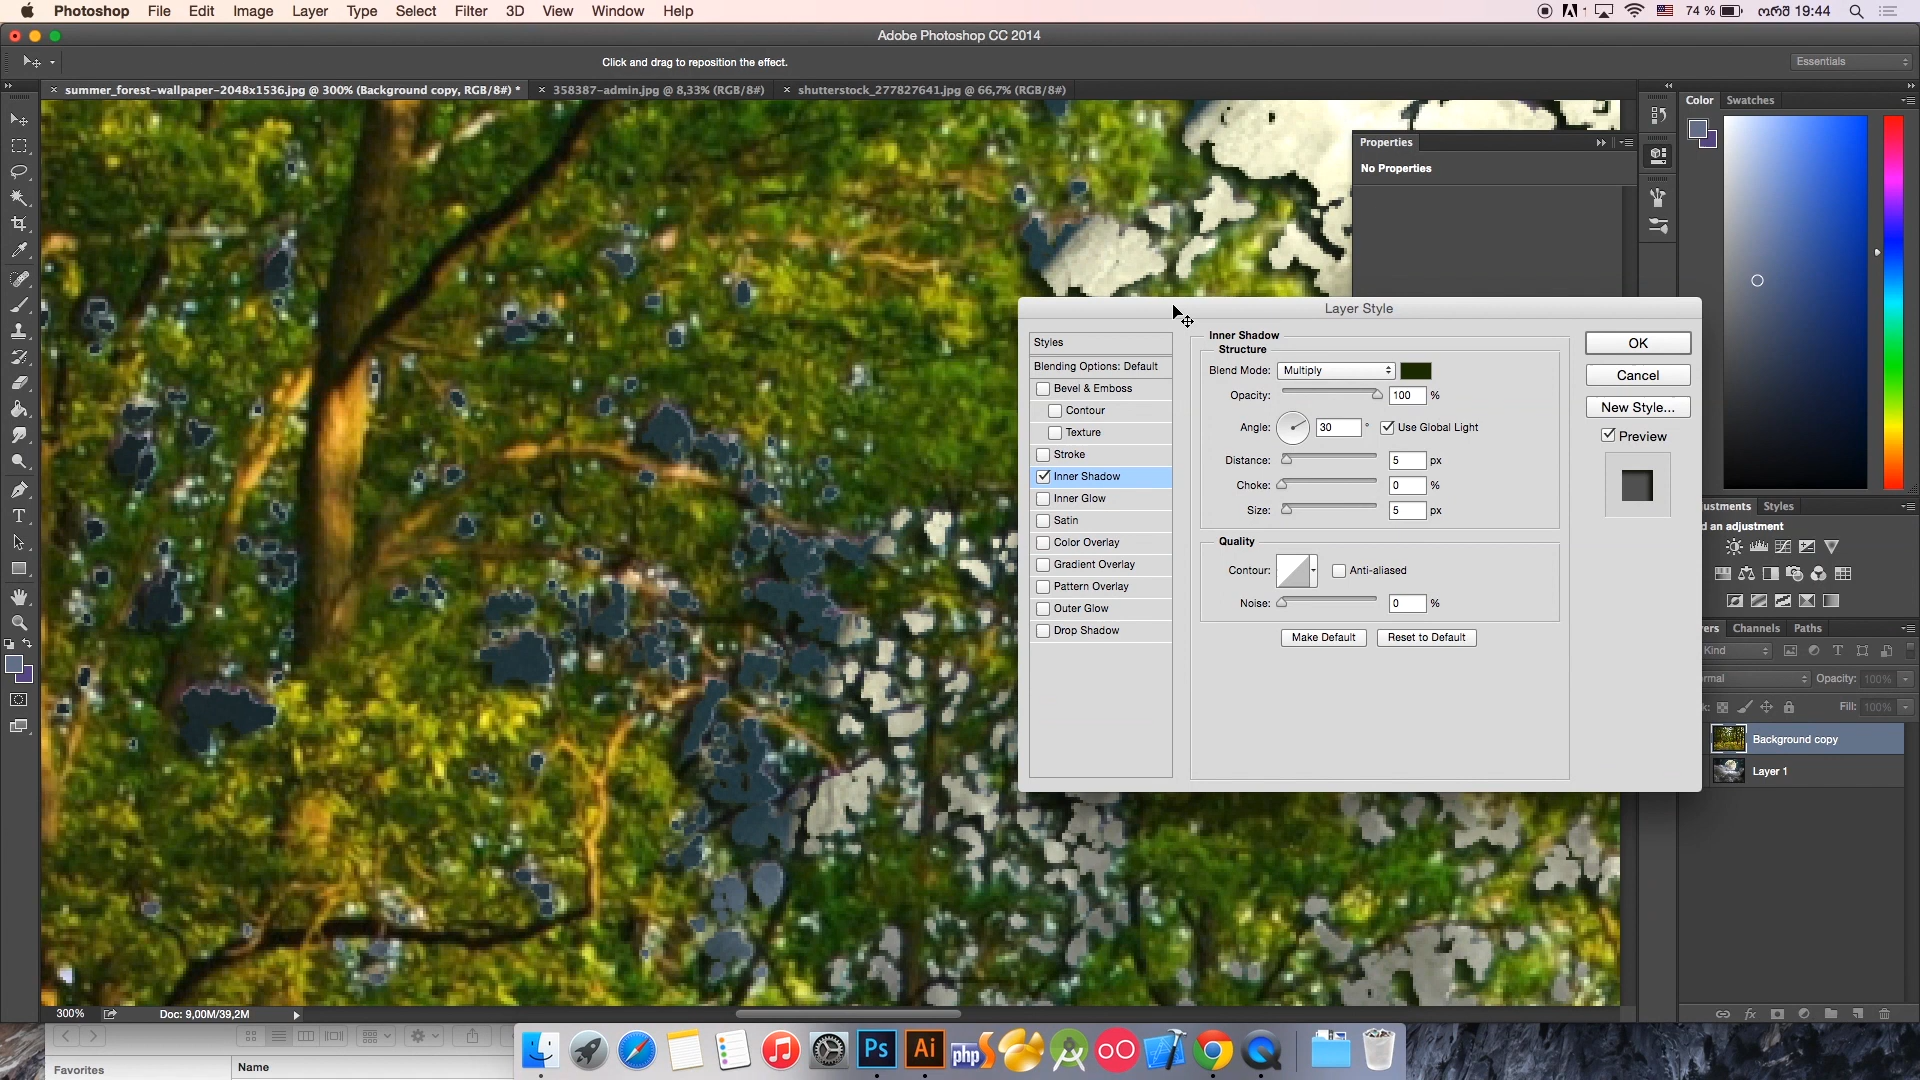 Photoshop File Edit Image Layer Type Select Filter 3D View Window Help 1 74 % ორშ 19:44
Adobe Photoshop CC 2014
Click and drag to reposition the effect. Essentials
summer_forest-wallpaper-2048x1536.jpg @ 300% (Background copy, RGB/8#) * 358387-admin.jpg @ 8,33% (RGB/8#) shutterstock_277827641.jpg @ 66,7% (RGB/8#)
Color Swatches
Properties
No Properties
Layer Style
Styles
Blending Options: Default
Bevel & Emboss
Contour
Texture
Stroke
Inner Shadow
Inner Glow
Satin
Color Overlay
Gradient Overlay
Pattern Overlay
Outer Glow
Drop Shadow
Inner Shadow
Structure
Blend Mode: Multiply
Opacity: 100 %
Angle: 30 ° Use Global Light
Distance: 5 px
Choke: 0 %
Size: 5 px
Quality
Contour: Anti-aliased
Noise: 0 %
Make Default Reset to Default
OK
Cancel
New Style...
Preview
ustments Styles
d an adjustment
ers Channels Paths
Kind
rmal Opacity: 100%
k: Fill: 100%
Background copy
Layer 1
300% Doc: 9,00M/39,2M
Favorites Name
Ps Ai php